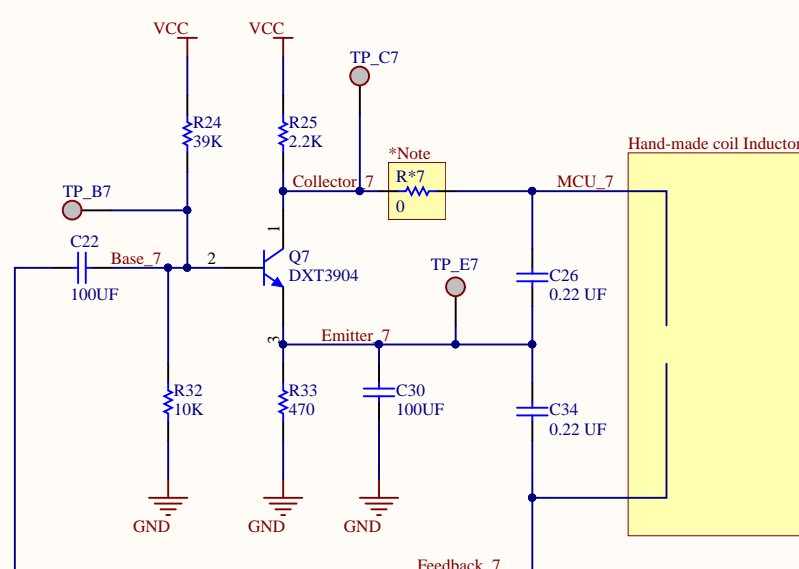 VCC
VCC
TP_C7
R24
39K
R25
2.2K
*Note
R*7
0
Hand-made coil Inductor
Collector_7
MCU_7
TP_B7
1
C22
100UF
Base_7
2
Q7
DXT3904
TP_E7
C26
0.22 UF
3
Emitter_7
R32
10K
R33
470
C30
100UF
C34
0.22 UF
GND
GND
GND
Feedback_7